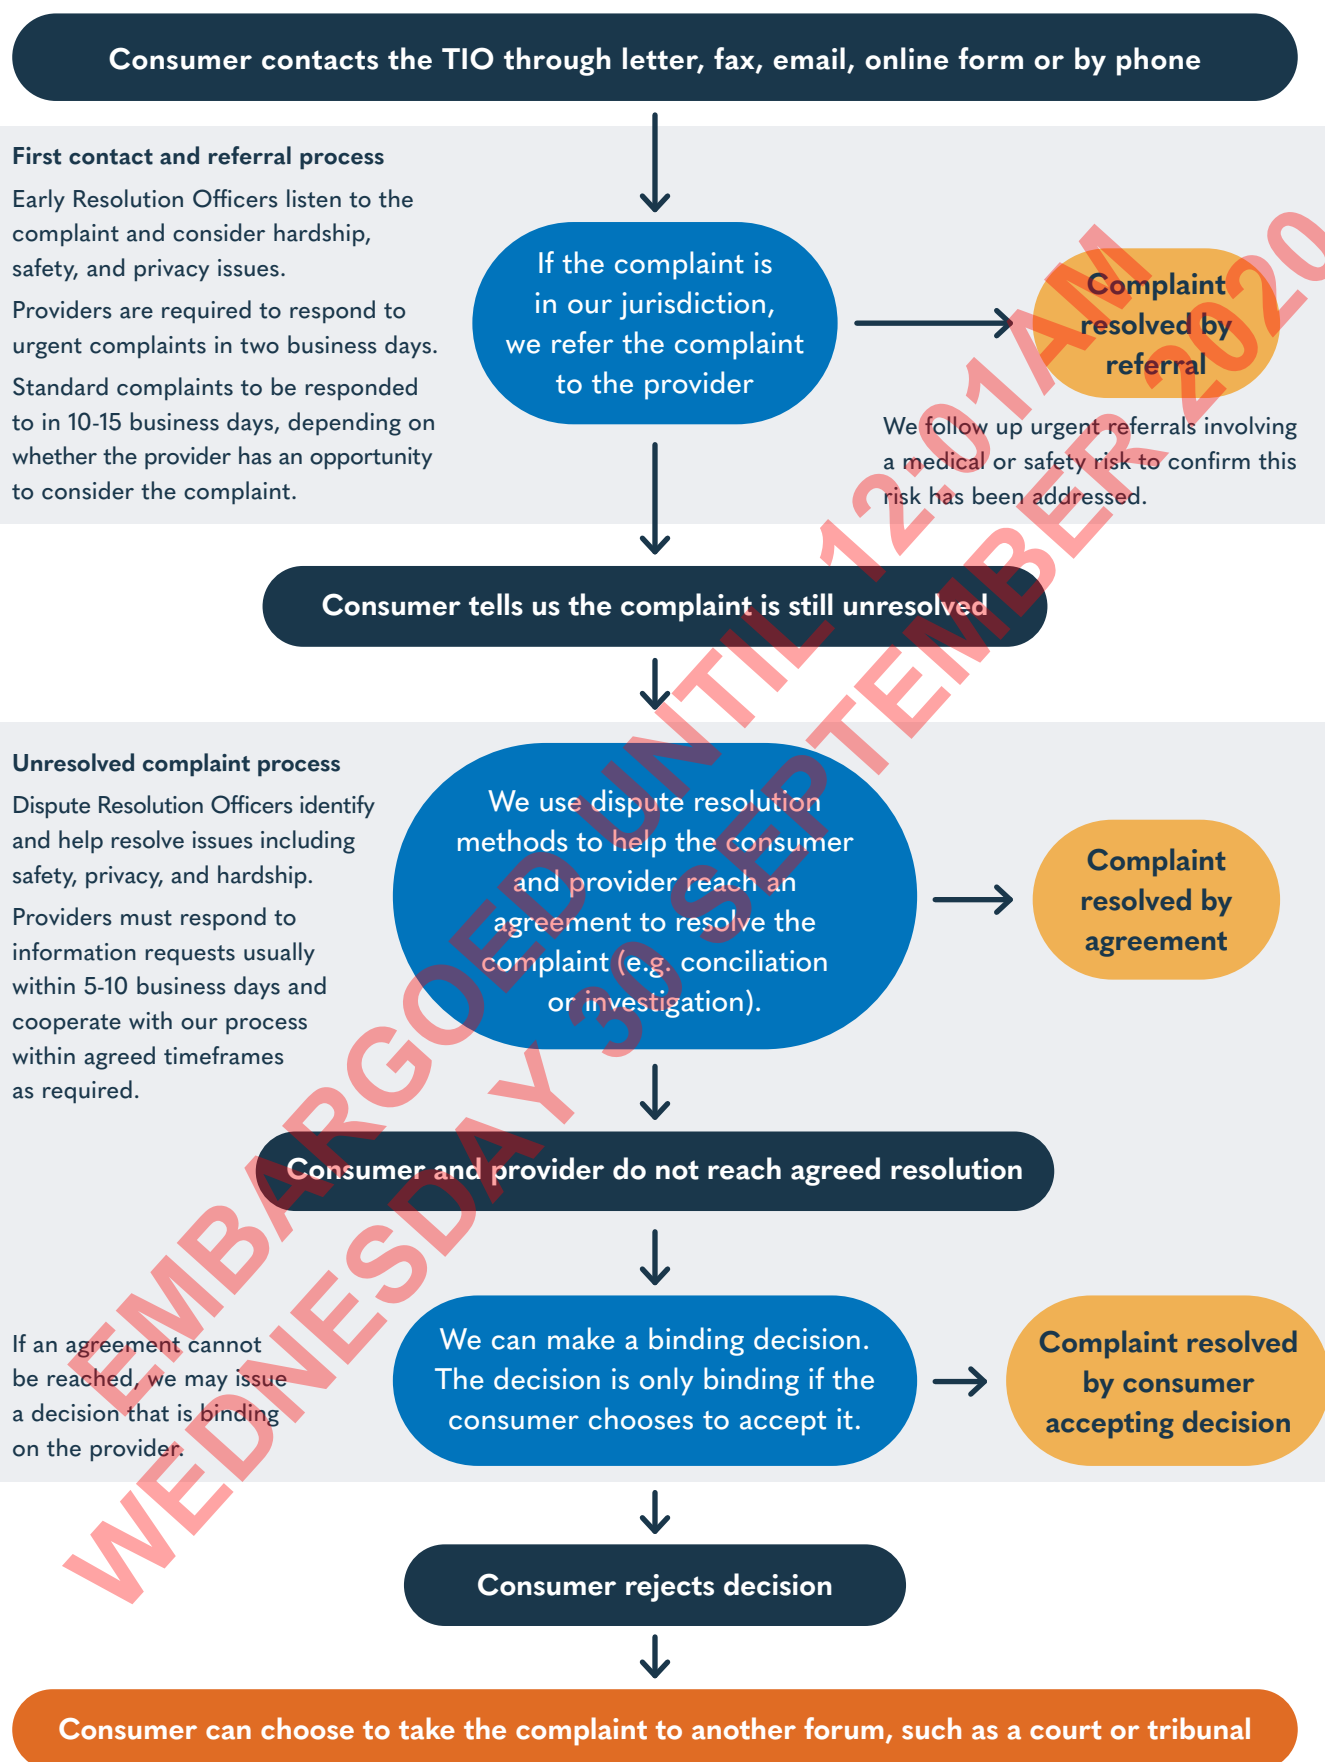 Consumer contacts the TIO through letter, fax, email, online form or by phone
First contact and referral process
Early Resolution Officers listen to the
complaint and consider hardship,
safety, and privacy issues.
Providers are required to respond to
urgent complaints in two business days.
Standard complaints to be responded
to in 10-15 business days, depending on
whether the provider has an opportunity
to consider the complaint.
If the complaint is
in our jurisdiction,
we refer the complaint
to the provider
Complaint
resolved by
referral
We follow up urgent referrals involving
a medical or safety risk to confirm this
risk has been addressed.
Consumer tells us the complaint is still unresolved
Unresolved complaint process
Dispute Resolution Officers identify
and help resolve issues including
safety, privacy, and hardship.
Providers must respond to
information requests usually
within 5-10 business days and
cooperate with our process
within agreed timeframes
as required.
We use dispute resolution
methods to help the consumer
and provider reach an
agreement to resolve the
complaint (e.g. conciliation
or investigation).
Complaint
resolved by
agreement
Consumer and provider do not reach agreed resolution
If an agreement cannot
be reached, we may issue
a decision that is binding
on the provider.
We can make a binding decision.
The decision is only binding if the
consumer chooses to accept it.
Complaint resolved
by consumer
accepting decision
Consumer rejects decision
Consumer can choose to take the complaint to another forum, such as a court or tribunal
EMBARGOED UNTIL 12:01AM
WEDNESDAY 30 SEPTEMBER 2020